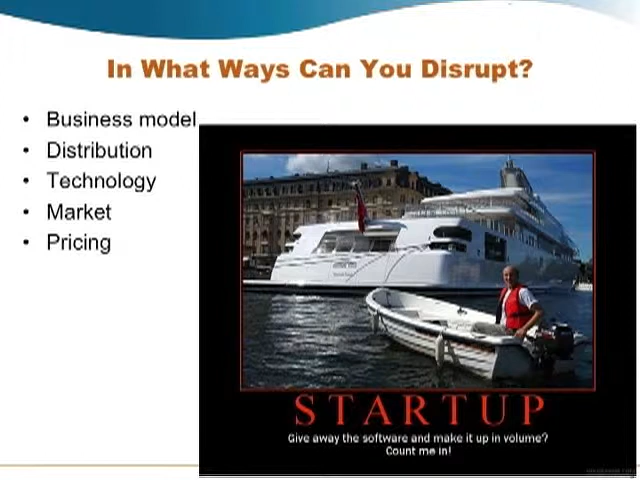 In What Ways Can You Disrupt?
• Business model
• Distribution
• Technology
• Market
• Pricing
STARTUP
Give away the software and make it up in volume?
Count me in!